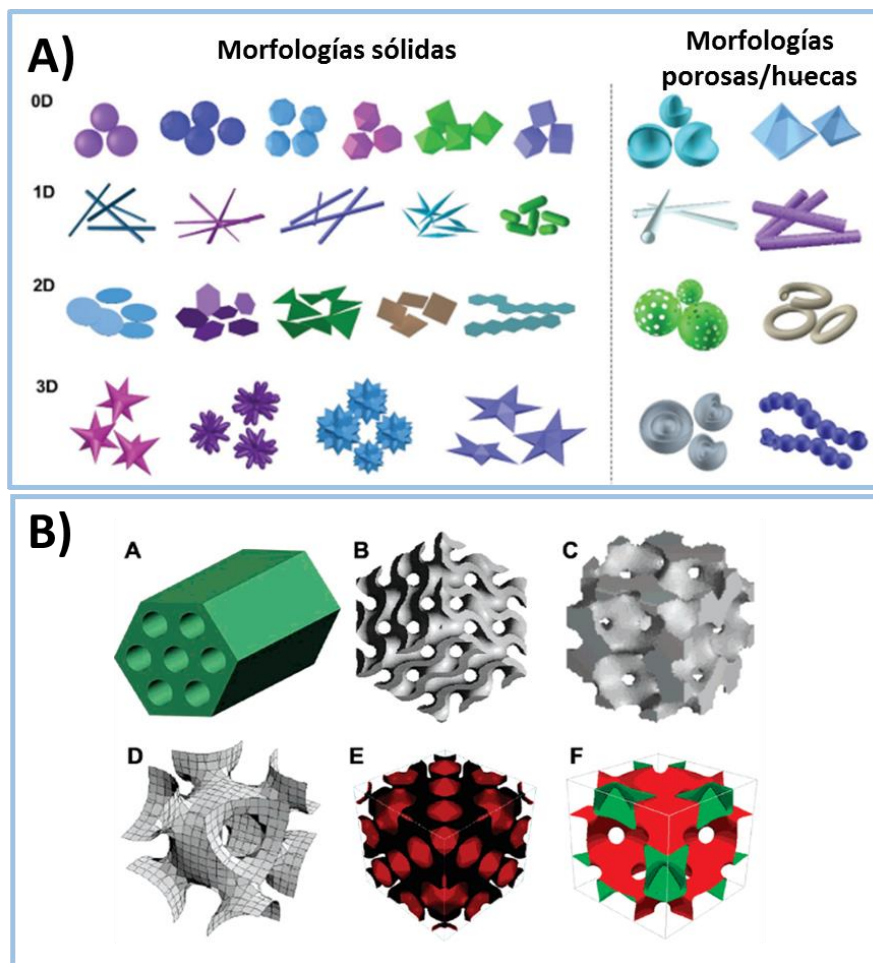 A)
Morfologías sólidas
Morfologías
porosas/huecas
0D
1D
2D
3D
B)
A
B
C
D
E
F